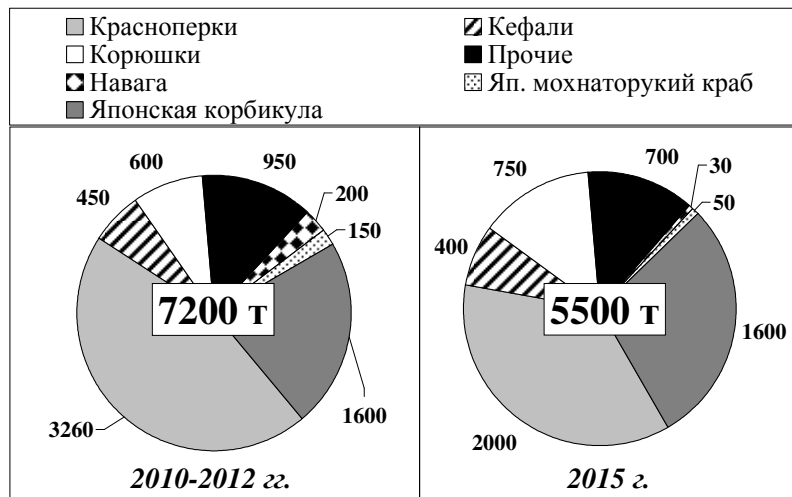 Красноперки
Кефали
Корюшки
Прочие
Навага
Яп. мохнаторукий краб
Японская корбикула
600
950
450
200
150
7200 т
1600
3260
2010-2012 гг.
750
700
30
50
400
5500 т
1600
2000
2015 г.